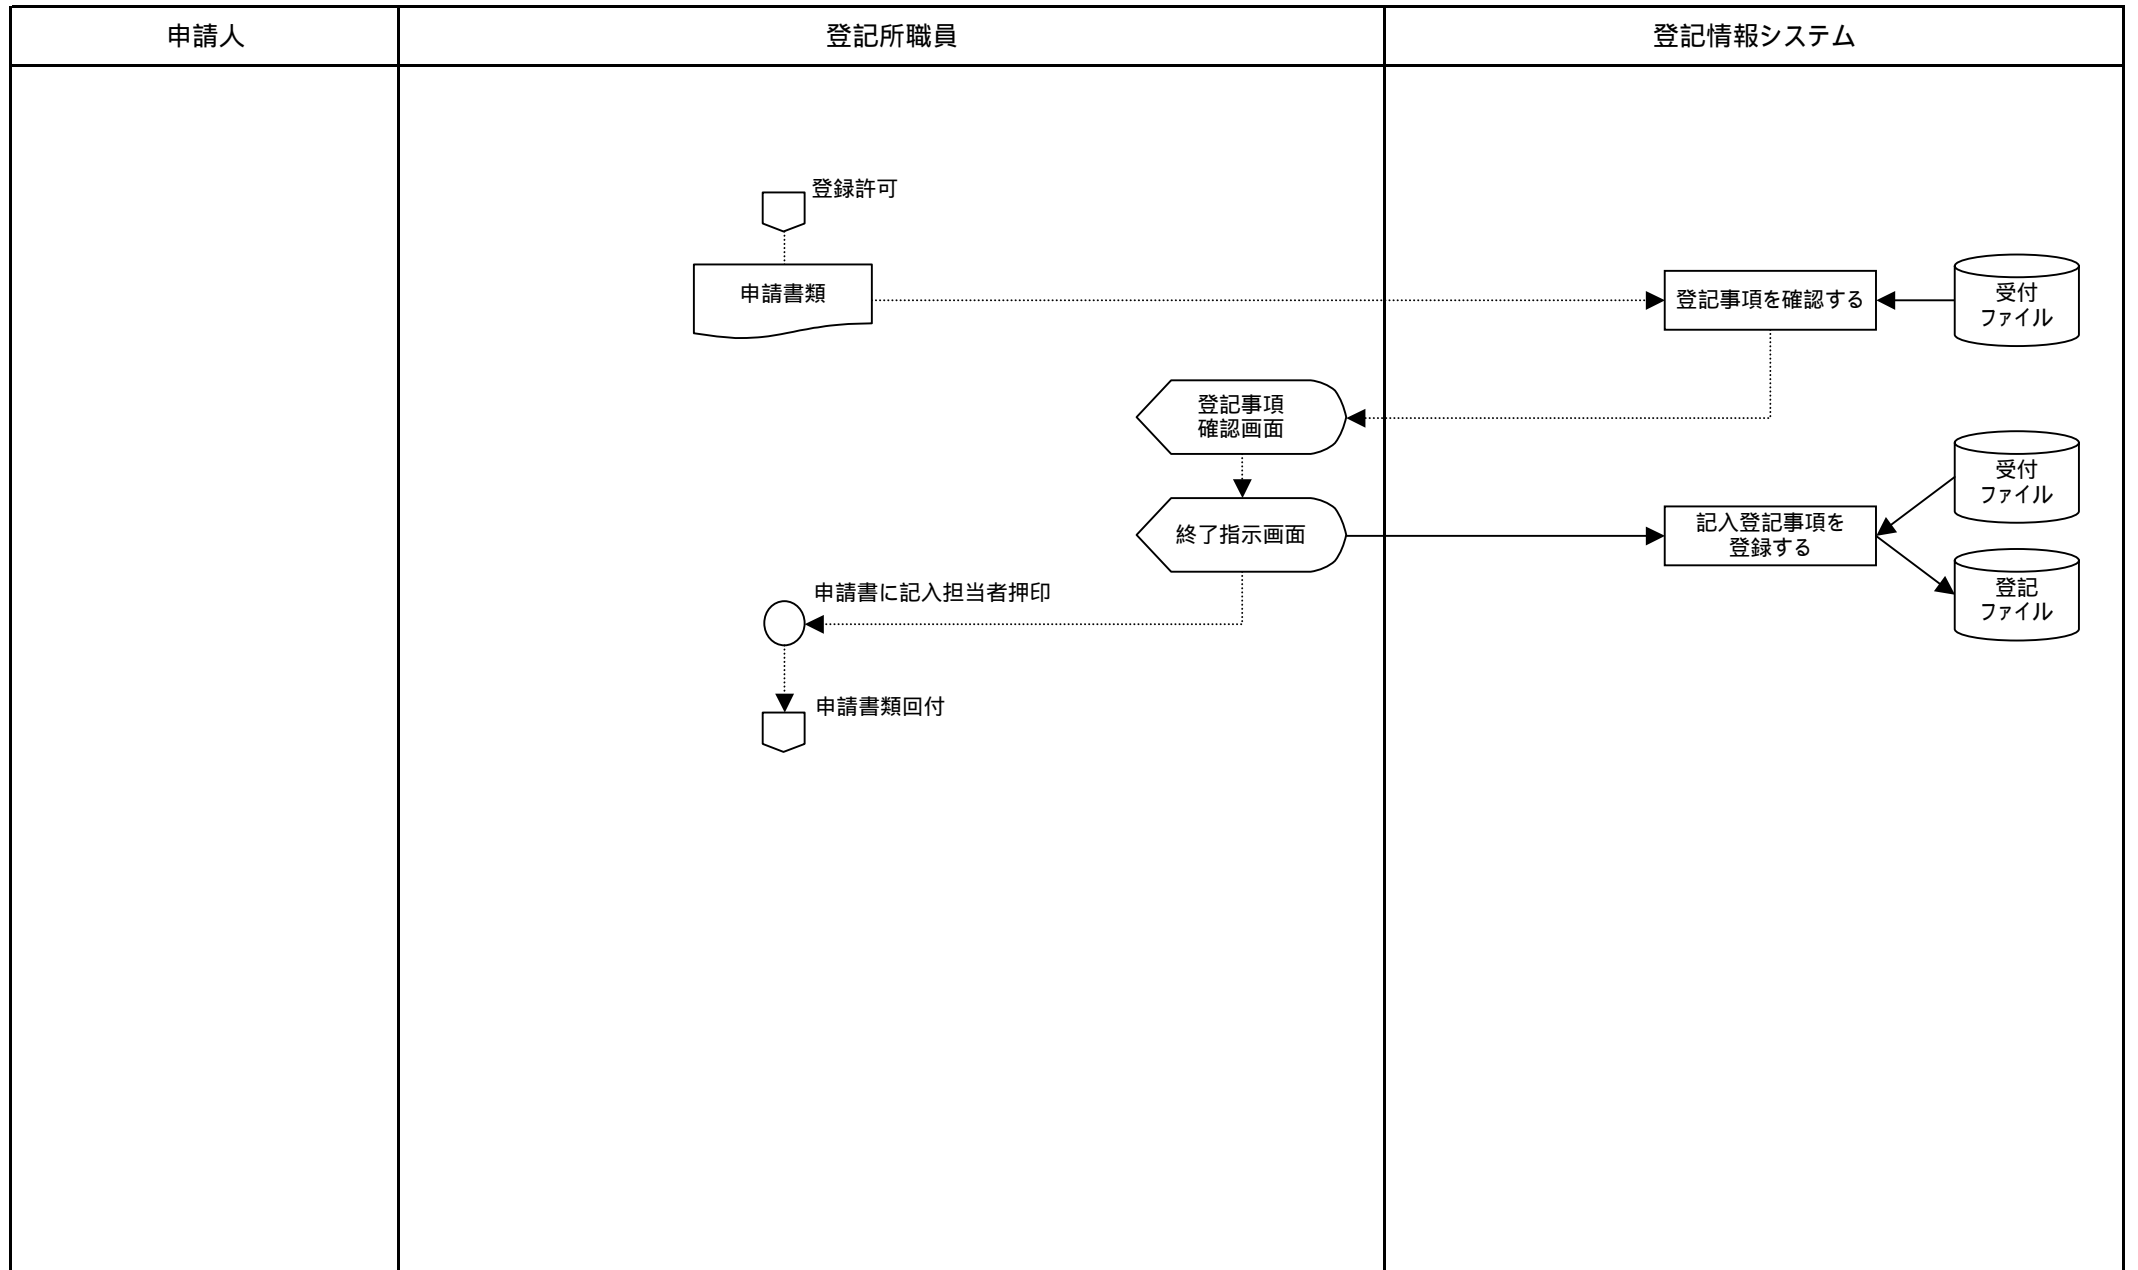 申請人
登記所職員
登記情報システム
登録許可
申請書類
登記事項を確認する
受付
ファイル
登記事項
確認画面
受付
ファイル
終了指示画面
記入登記事項を
登録する
登記
ファイル
申請書に記入担当者押印
申請書類回付